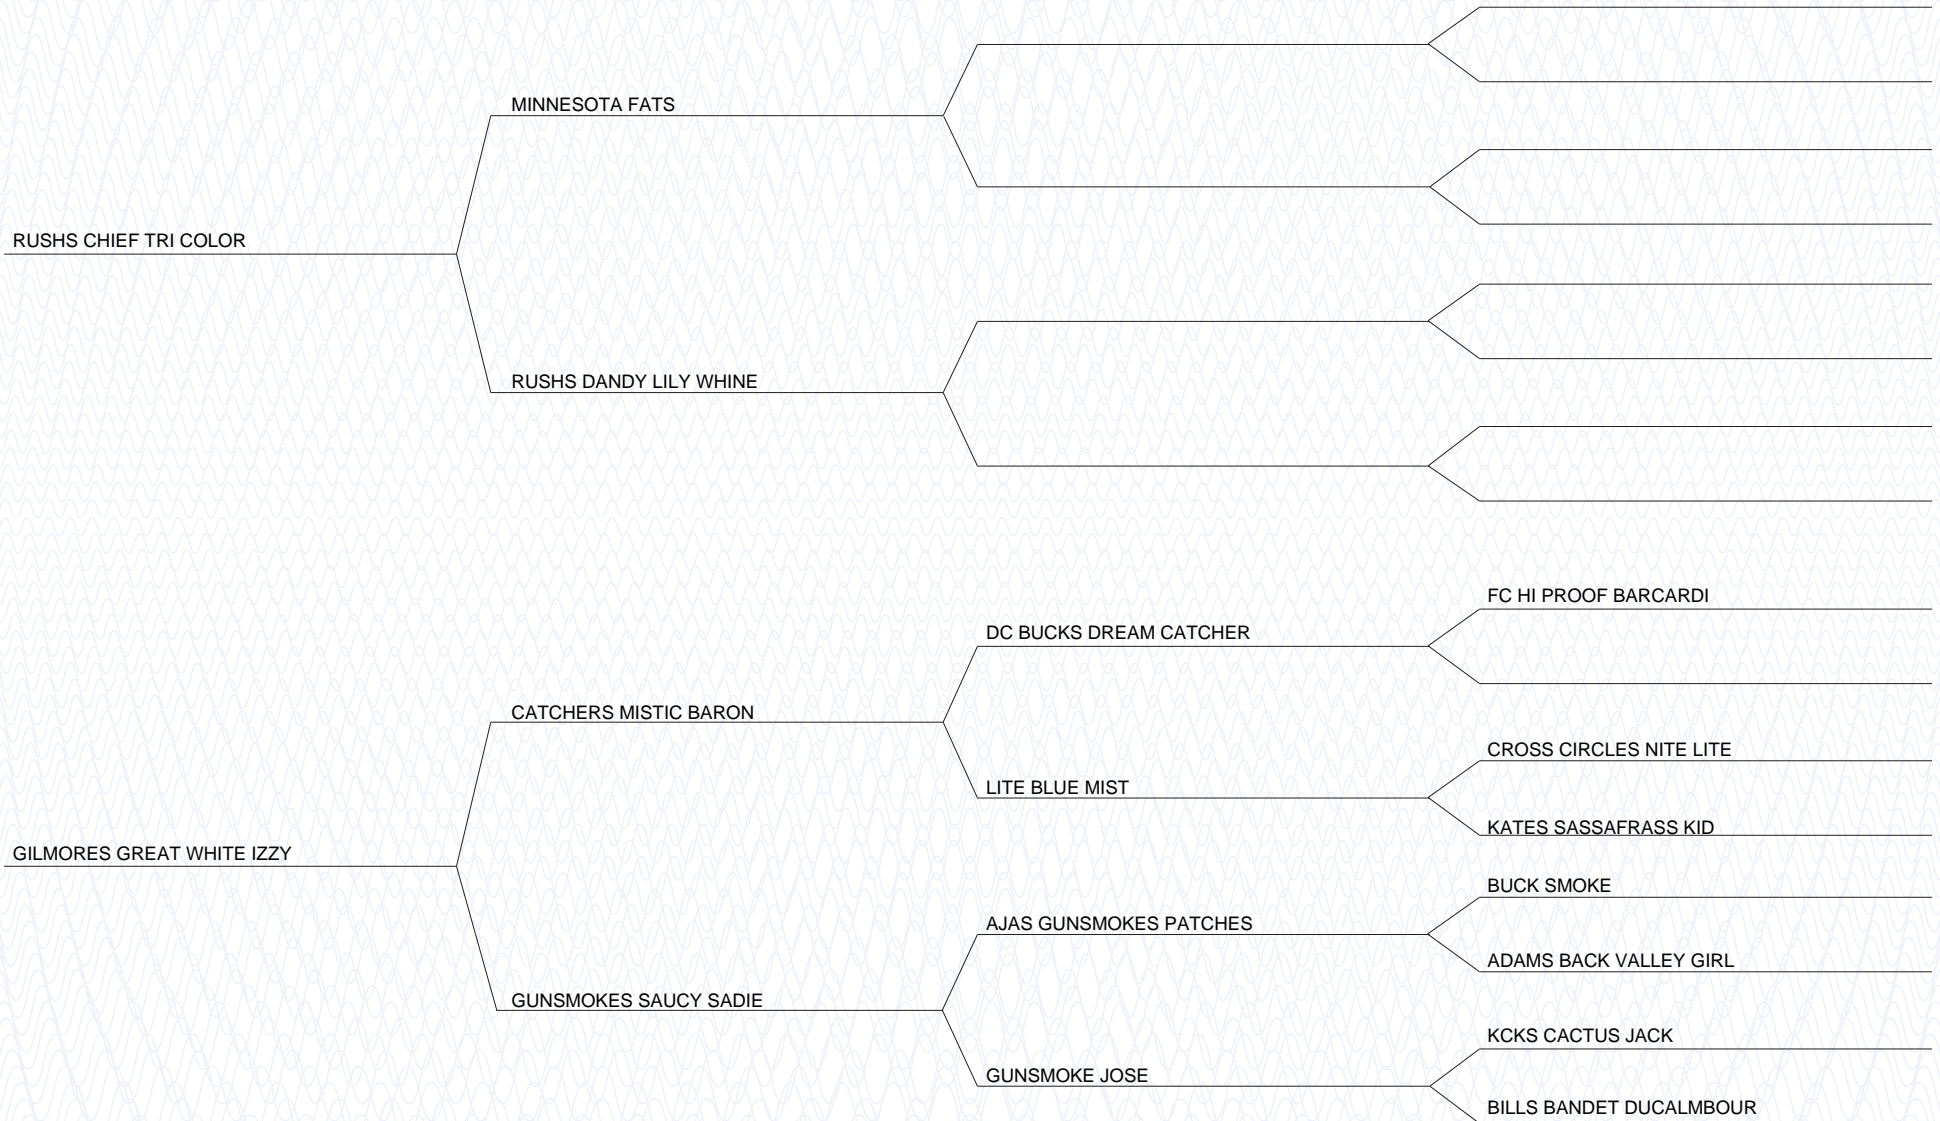 MINNESOTA FATS
RUSHS CHIEF TRI COLOR
RUSHS DANDY LILY WHINE
FC HI PROOF BARCARDI
DC BUCKS DREAM CATCHER
CATCHERS MISTIC BARON
CROSS CIRCLES NITE LITE
LITE BLUE MIST
KATES SASSAFRASS KID
GILMORES GREAT WHITE IZZY
BUCK SMOKE
AJAS GUNSMOKES PATCHES
ADAMS BACK VALLEY GIRL
GUNSMOKES SAUCY SADIE
KCKS CACTUS JACK
GUNSMOKE JOSE
BILLS BANDET DUCALMBOUR